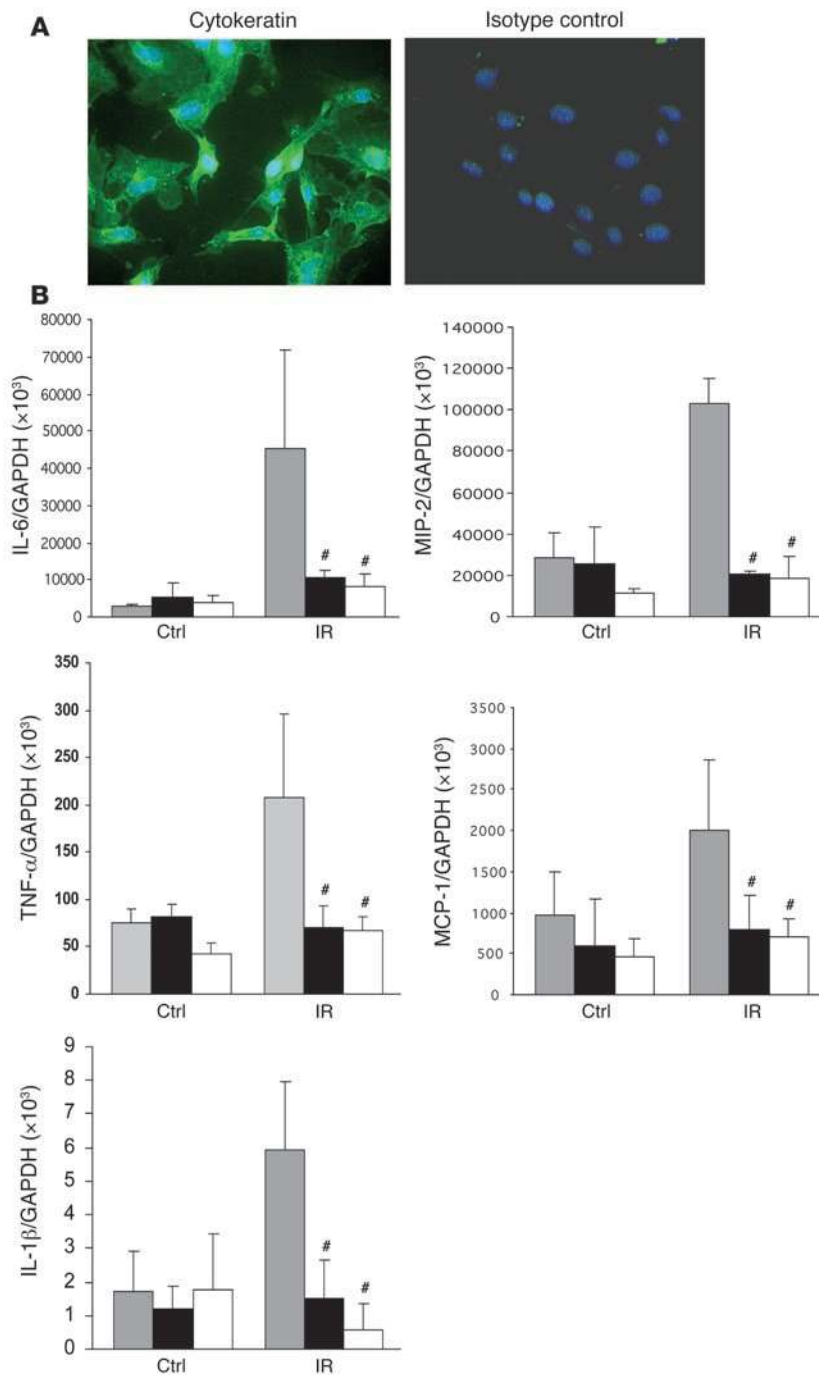 A
Cytokeratin
Isotype control
B
IL-6/GAPDH (×10³)
80000
70000
60000
50000
40000
30000
20000
10000
0
Ctrl
IR
#
#
MIP-2/GAPDH (×10³)
140000
120000
100000
80000
60000
40000
20000
0
Ctrl
IR
#
#
TNF-α/GAPDH (×10³)
350
300
250
200
150
100
50
0
Ctrl
IR
#
#
MCP-1/GAPDH (×10³)
3500
3000
2500
2000
1500
1000
500
0
Ctrl
IR
#
#
IL-1β/GAPDH (×10³)
9
8
7
6
5
4
3
2
1
0
Ctrl
IR
#
#